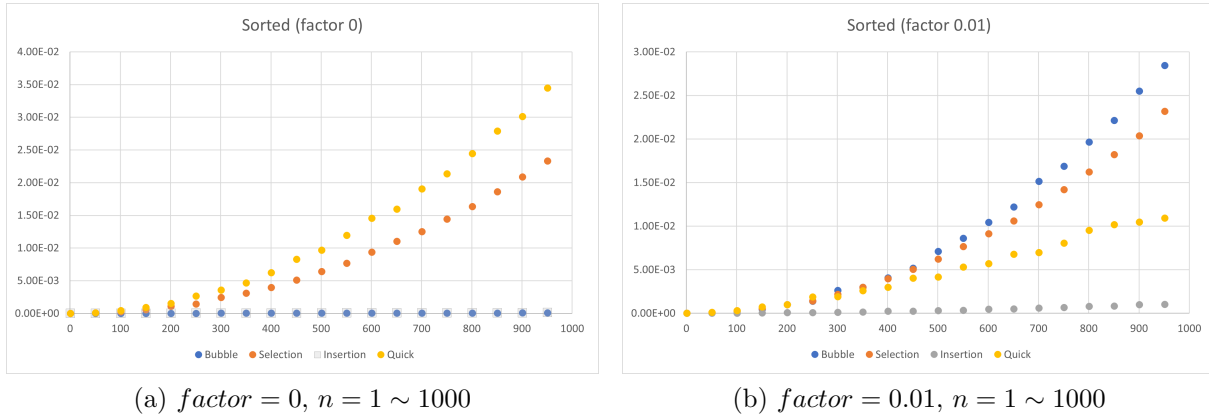 Sorted (factor 0)
4.00E-02
3.50E-02
3.00E-02
2.50E-02
2.00E-02
1.50E-02
1.00E-02
5.00E-03
0.00E+00
0 100 200 300 400 500 600 700 800 900 1000
Bubble Selection Insertion Quick
(a) factor = 0, n = 1 ∼ 1000
Sorted (factor 0.01)
3.00E-02
2.50E-02
2.00E-02
1.50E-02
1.00E-02
5.00E-03
0.00E+00
0 100 200 300 400 500 600 700 800 900 1000
Bubble Selection Insertion Quick
(b) factor = 0.01, n = 1 ∼ 1000